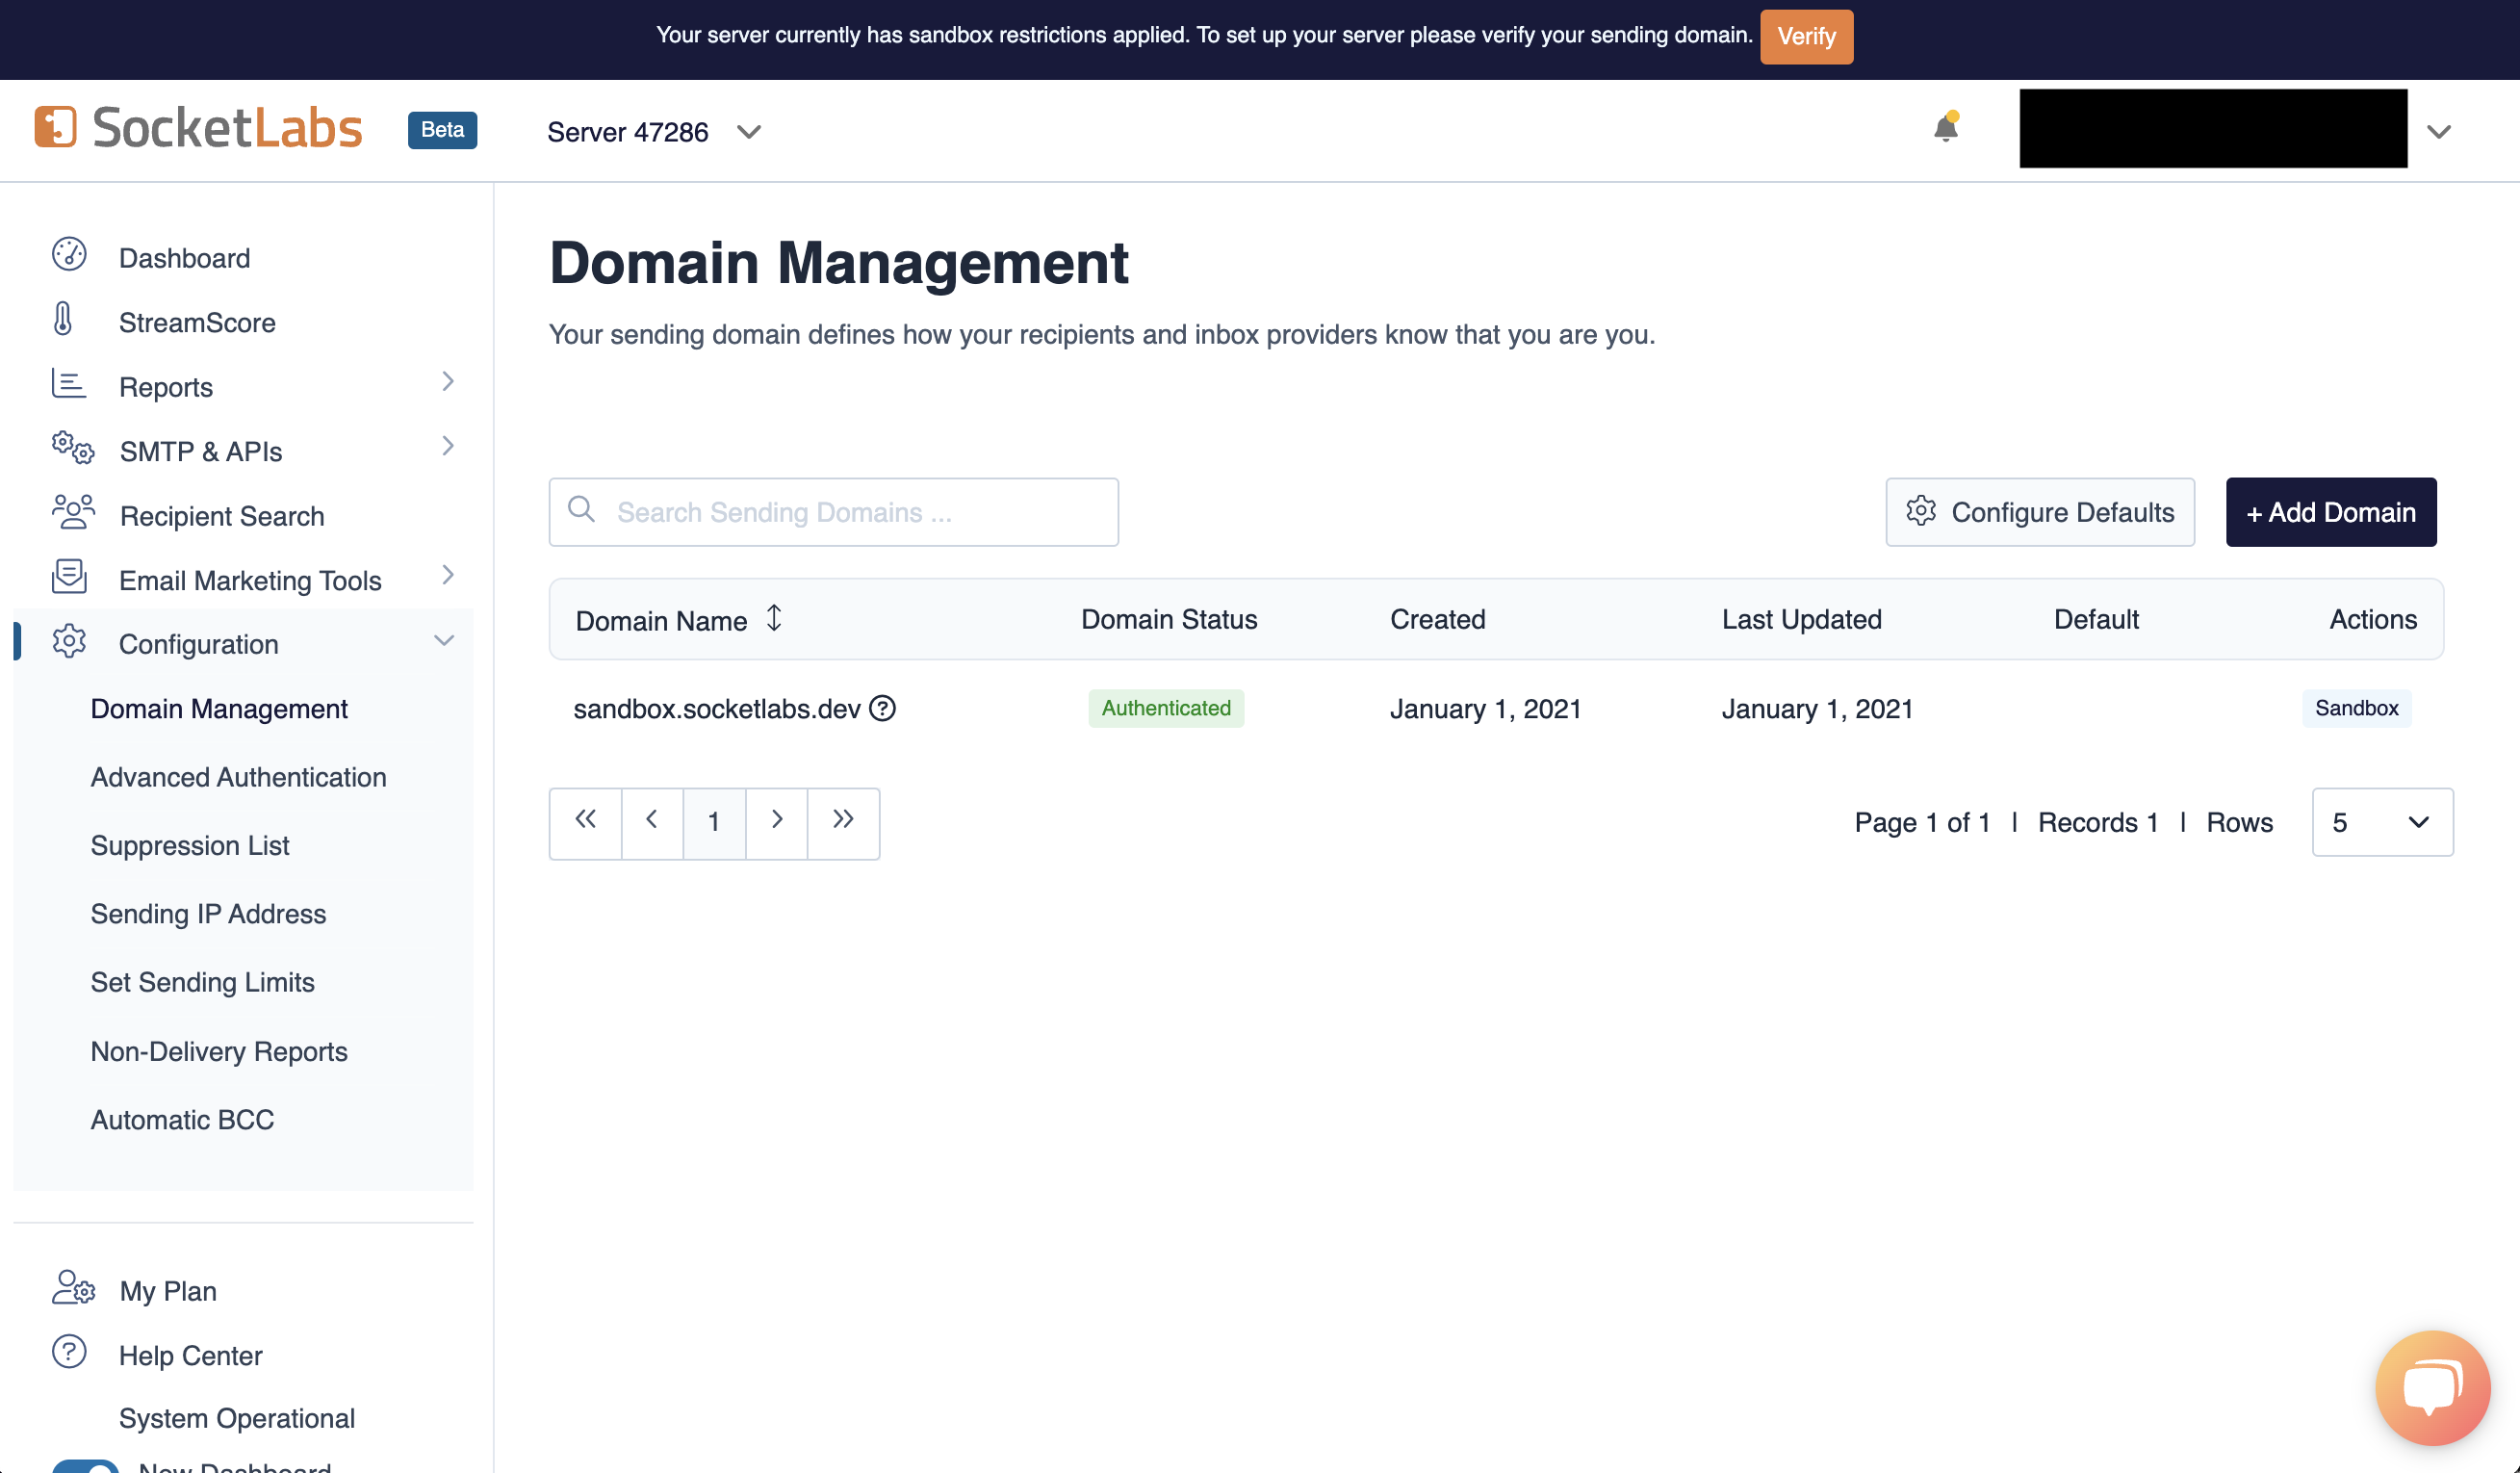 Your server currently has sandbox restrictions applied. To set up your server please verify your sending domain. Verify
SocketLabs Beta Server 47286
Dashboard
StreamScore
Reports
SMTP & APIs
Recipient Search
Email Marketing Tools
Configuration
Domain Management
Advanced Authentication
Suppression List
Sending IP Address
Set Sending Limits
Non-Delivery Reports
Automatic BCC
My Plan
Help Center
System Operational
New Dashboard
Domain Management
Your sending domain defines how your recipients and inbox providers know that you are you.
Search Sending Domains ... Configure Defaults + Add Domain
Domain Name Domain Status Created Last Updated Default Actions
sandbox.socketlabs.dev Authenticated January 1, 2021 January 1, 2021 Sandbox
1 Page 1 of 1 | Records 1 | Rows 5